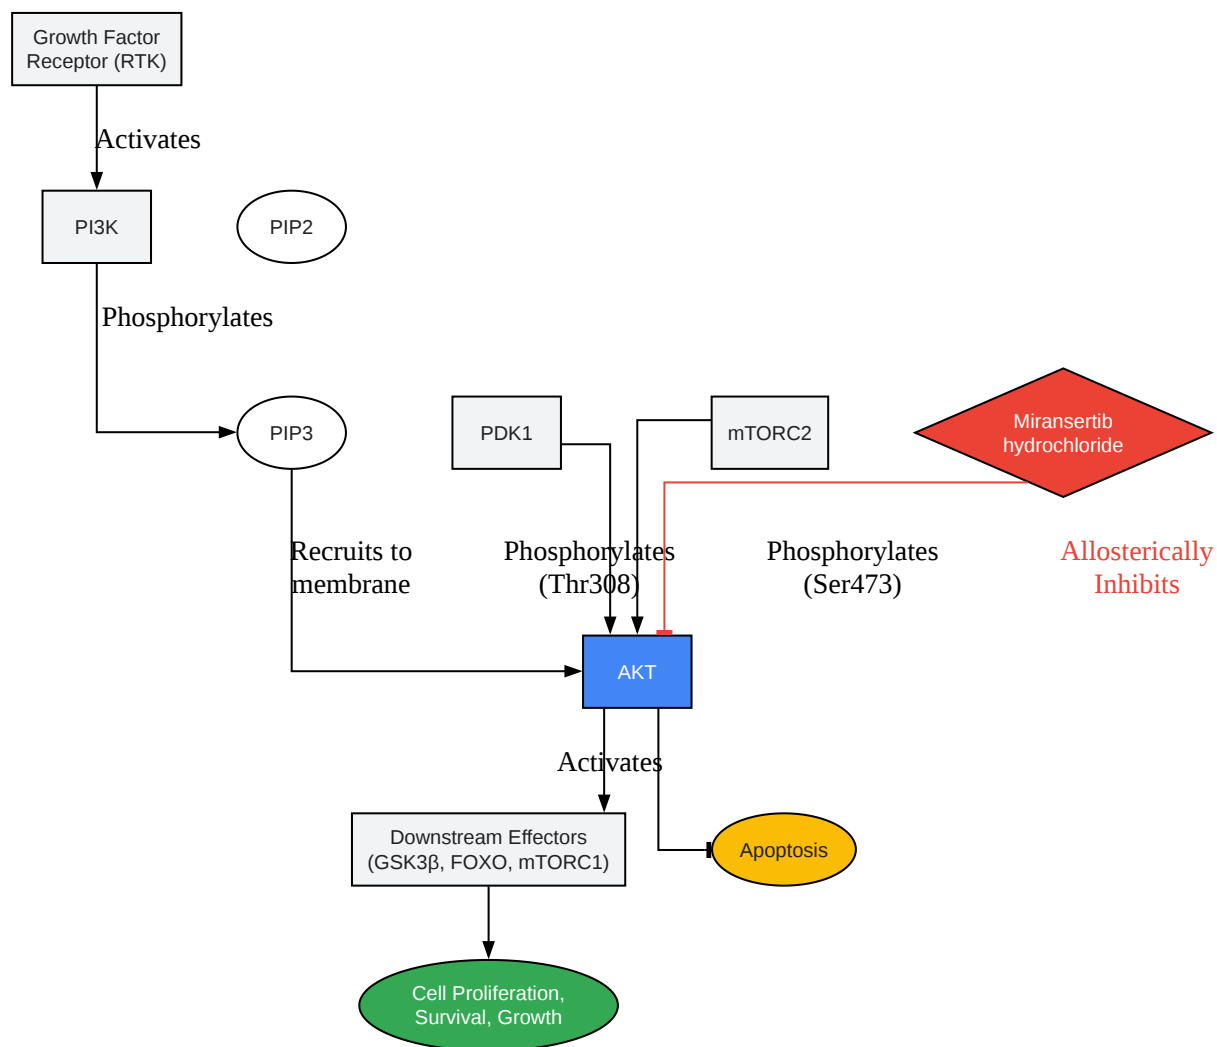 Growth Factor
Receptor (RTK)
Activates
PI3K
PIP2
Phosphorylates
PIP3
PDK1
mTORC2
Miransertib
hydrochloride
Recruits to
membrane
Phosphorylates
(Thr308)
Phosphorylates
(Ser473)
Allosterically
Inhibits
AKT
Activates
Downstream Effectors
(GSK3β, FOXO, mTORC1)
Apoptosis
Cell Proliferation,
Survival, Growth